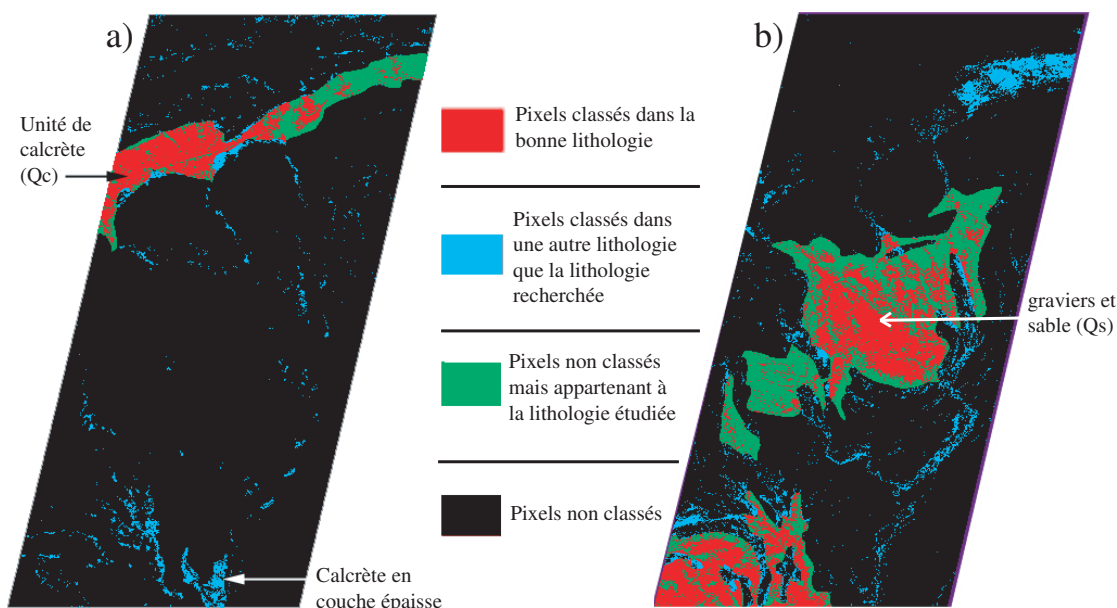 a)
Unité de
calcrète
(Qc)
Calcrète en
couche épaisse
Pixels classés dans la
bonne lithologie
Pixels classés dans
une autre lithologie
que la lithologie
recherchée
Pixels non classés
mais appartenant à
la lithologie étudiée
Pixels non classés
b)
graviers et
sable (Qs)